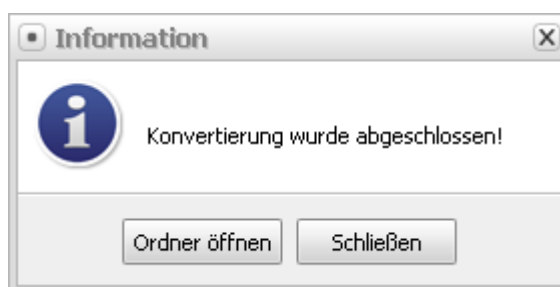 Information
Konvertierung wurde abgeschlossen!
Ordner öffnen
Schließen